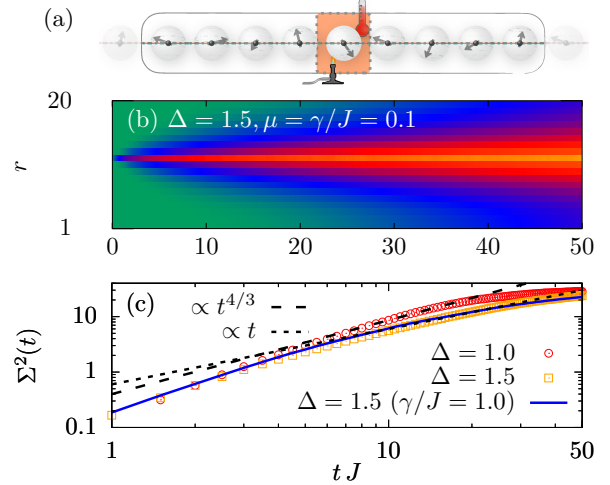 (a)
20
(b) Δ = 1.5, μ = γ/J = 0.1
r
1
0 10 20 30 40 50
(c)
∝ t^{4/3}
∝ t
10
Σ²(t)
Δ = 1.0
1
Δ = 1.5
Δ = 1.5 (γ/J = 1.0)
0.1
1 10 50
t J